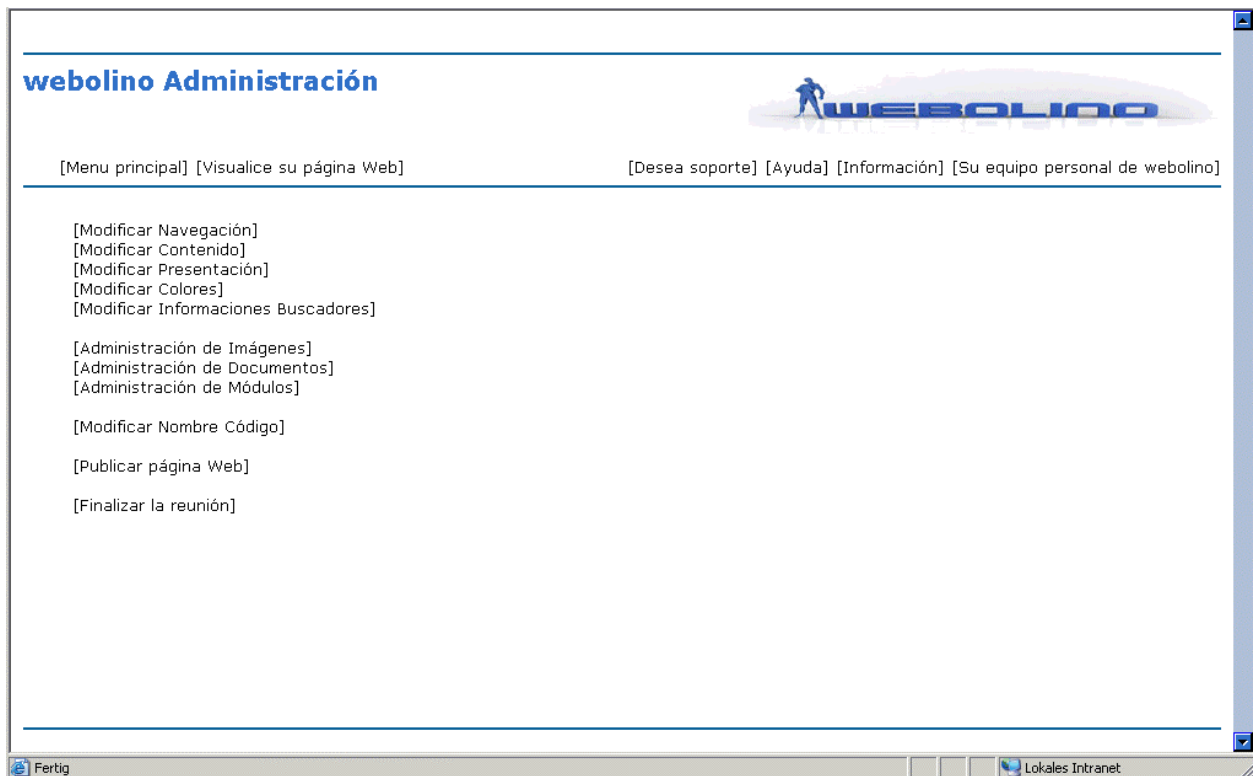 webolino Administración
WEBOLINO
[Menu principal] [Visualice su página Web] [Desea soporte] [Ayuda] [Información] [Su equipo personal de webolino]
[Modificar Navegación]
[Modificar Contenido]
[Modificar Presentación]
[Modificar Colores]
[Modificar Informaciones Buscadores]
[Administración de Imágenes]
[Administración de Documentos]
[Administración de Módulos]
[Modificar Nombre Código]
[Publicar página Web]
[Finalizar la reunión]
Fertig Lokales Intranet